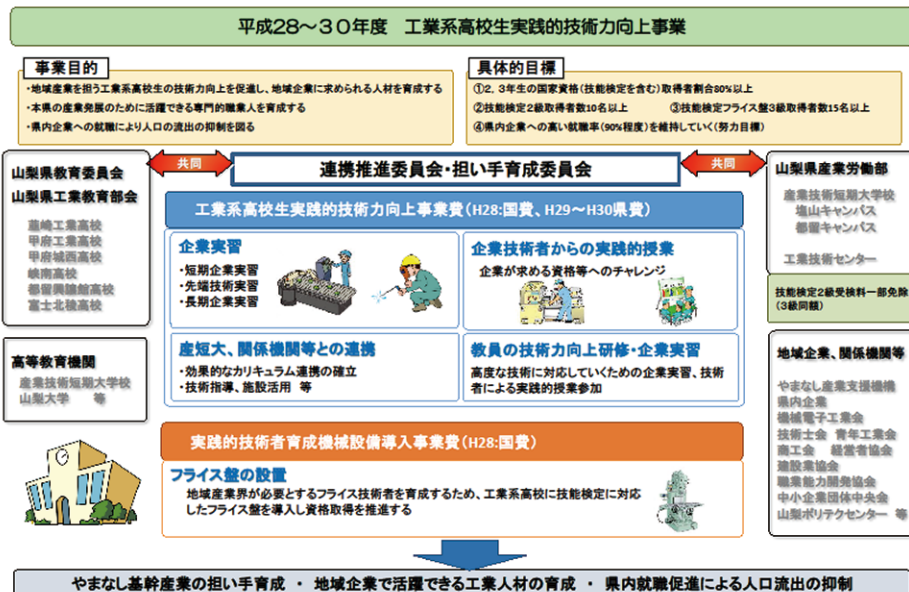 平成28～30年度　工業系高校生実践的技術力向上事業
事業目的
・地域産業を担う工業系高校生の技術力向上を促進し、地域企業に求められる人材を育成する
・本県の産業発展のために活躍できる専門的職業人を育成する
・県内企業への就職により人口の流出の抑制を図る
具体的目標
①2，3年生の国家資格（技能検定を含む）取得者割合80%以上
②技能検定2級取得者数10名以上　③技能検定フライス盤3級取得者数15名以上
④県内企業への高い就職率（90%程度）を維持していく（努力目標）
共同
連携推進委員会・担い手育成委員会
共同
山梨県教育委員会
山梨県工業教育部会
韮崎工業高校
甲府工業高校
甲府城西高校
峡南高校
都留興譲館高校
富士北稜高校
高等教育機関
産業技術短期大学校
山梨大学　等
工業系高校生実践的技術力向上事業費（H28:国費、H29～H30県費）
企業実習
・短期企業実習
・先端技術実習
・長期企業実習
企業技術者からの実践的授業
企業が求める資格等へのチャレンジ
産短大、関係機関等との連携
・効果的なカリキュラム連携の確立
・技術指導、施設活用 等
教員の技術力向上研修・企業実習
高度な技術に対応していくための企業実習、技術
者による実践的授業参加
実践的技術者育成機械設備導入事業費（H28:国費）
フライス盤の設置
地域産業界が必要とするフライス技術者を育成するため、工業系高校に技能検定に対応
したフライス盤を導入し資格取得を推進する
山梨県産業労働部
産業技術短期大学校
塩山キャンパス
都留キャンパス
工業技術センター
技能検定2級受検料一部免除
（3級同額）
地域企業、関係機関等
やまなし産業支援機構
県内企業
機械電子工業会
技術士会　青年工業会
商工会　経営者協会
建設業協会
職業能力開発協会
中小企業団体中央会
山梨ポリテクセンター 等
やまなし基幹産業の担い手育成 ・ 地域企業で活躍できる工業人材の育成 ・ 県内就職促進による人口流出の抑制